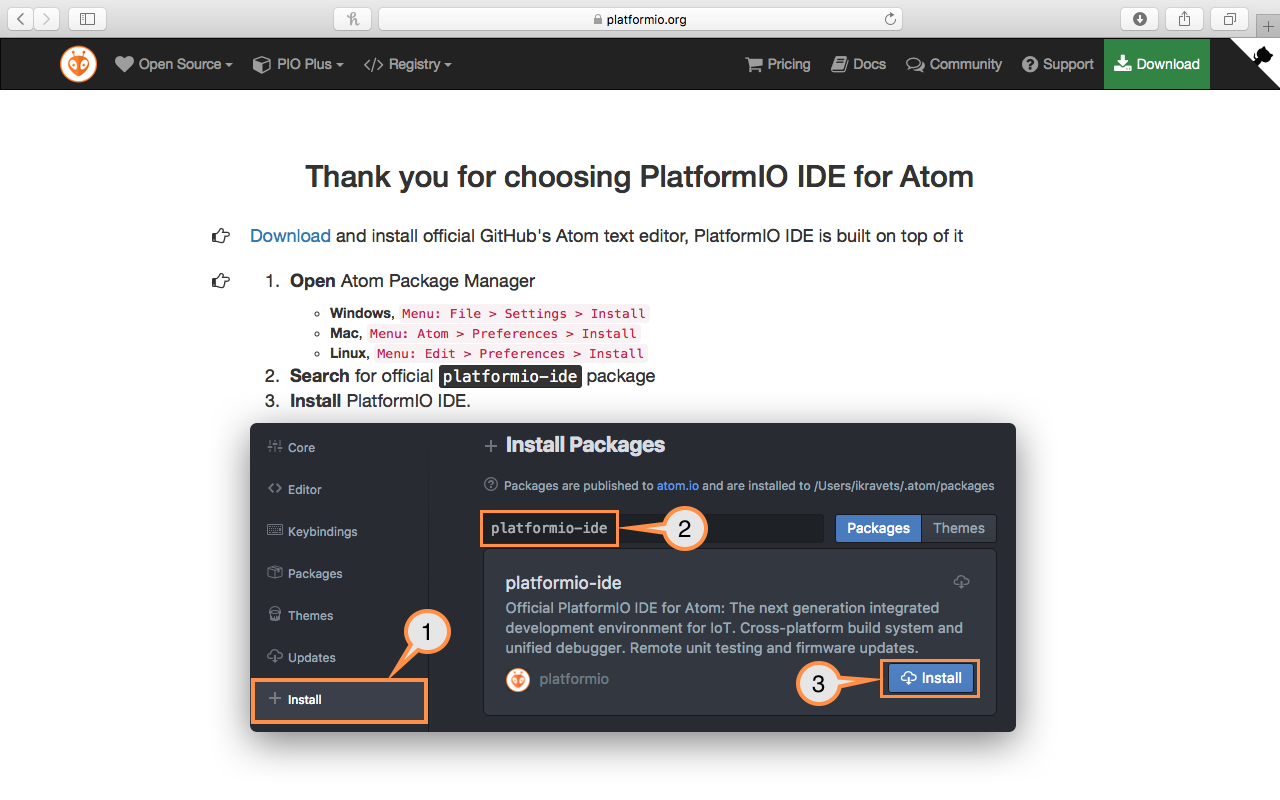 platformio.org
Open Source
PIO Plus
</> Registry
Pricing
Docs
Community
Support
Download
Thank you for choosing PlatformIO IDE for Atom
Download and install official GitHub's Atom text editor, PlatformIO IDE is built on top of it
1. Open Atom Package Manager
Windows, Menu: File > Settings > Install
Mac, Menu: Atom > Preferences > Install
Linux, Menu: Edit > Preferences > Install
2. Search for official platformio-ide package
3. Install PlatformIO IDE.
Core
Editor
Keybindings
Packages
Themes
Updates
Install
1
Install Packages
Packages are published to atom.io and are installed to /Users/ikravets/.atom/packages
platformio-ide
2
Packages
Themes
platformio-ide
Official PlatformIO IDE for Atom: The next generation integrated
development environment for IoT. Cross-platform build system and
unified debugger. Remote unit testing and firmware updates.
platformio
3
Install